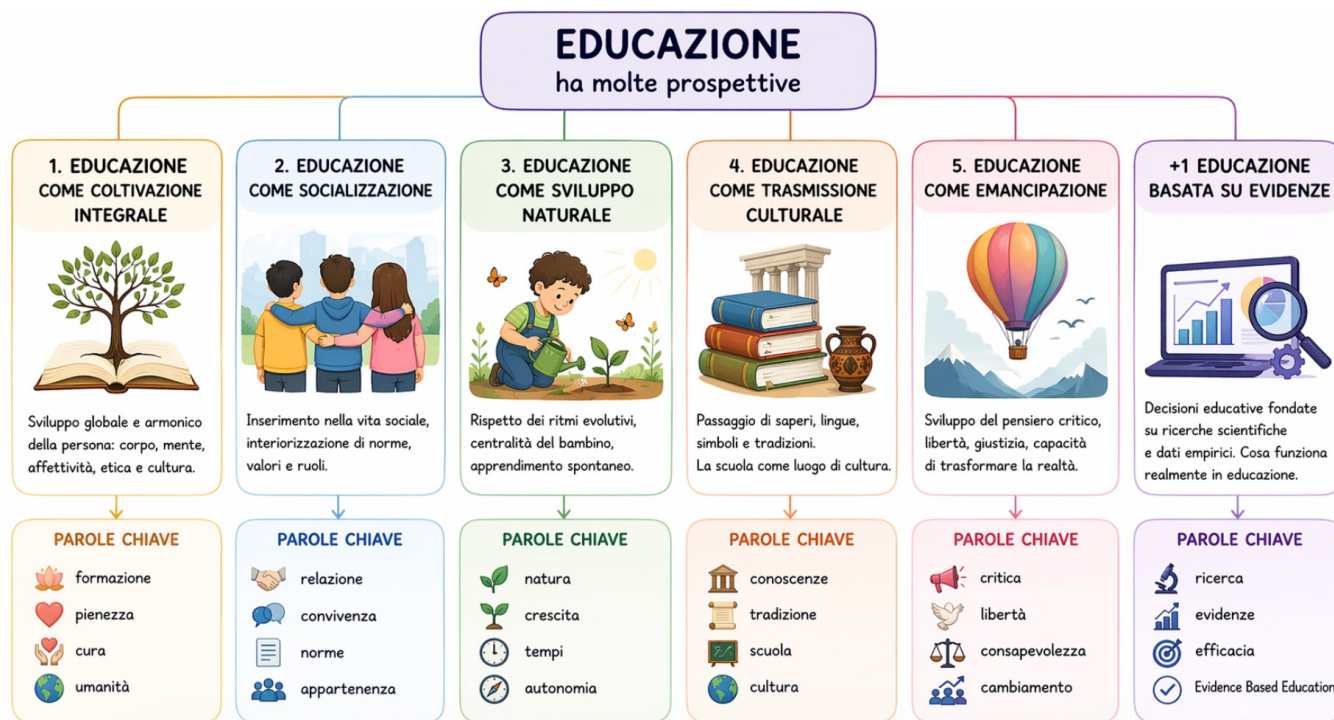 EDUCAZIONE
ha molte prospettive
1. EDUCAZIONE
COME COLTIVAZIONE
INTEGRALE
Sviluppo globale e armonico
della persona: corpo, mente,
affettività, etica e cultura.
PAROLE CHIAVE
formazione
pienezza
cura
umanità
2. EDUCAZIONE
COME SOCIALIZZAZIONE
Inserimento nella vita sociale,
interiorizzazione di norme,
valori e ruoli.
PAROLE CHIAVE
relazione
convivenza
norme
appartenenza
3. EDUCAZIONE
COME SVILUPPO
NATURALE
Rispetto dei ritmi evolutivi,
centralità del bambino,
apprendimento spontaneo.
PAROLE CHIAVE
natura
crescita
tempi
autonomia
4. EDUCAZIONE
COME TRASMISSIONE
CULTURALE
Passaggio di saperi, lingue,
simboli e tradizioni.
La scuola come luogo di cultura.
PAROLE CHIAVE
conoscenze
tradizione
scuola
cultura
5. EDUCAZIONE
COME EMANCIPAZIONE
Sviluppo del pensiero critico,
libertà, giustizia, capacità
di trasformare la realtà.
PAROLE CHIAVE
critica
libertà
consapevolezza
cambiamento
+1 EDUCAZIONE
BASATA SU EVIDENZE
Decisioni educative fondate
su ricerche scientifiche
e dati empirici. Cosa funziona
realmente in educazione.
PAROLE CHIAVE
ricerca
evidenze
efficacia
Evidence Based Education